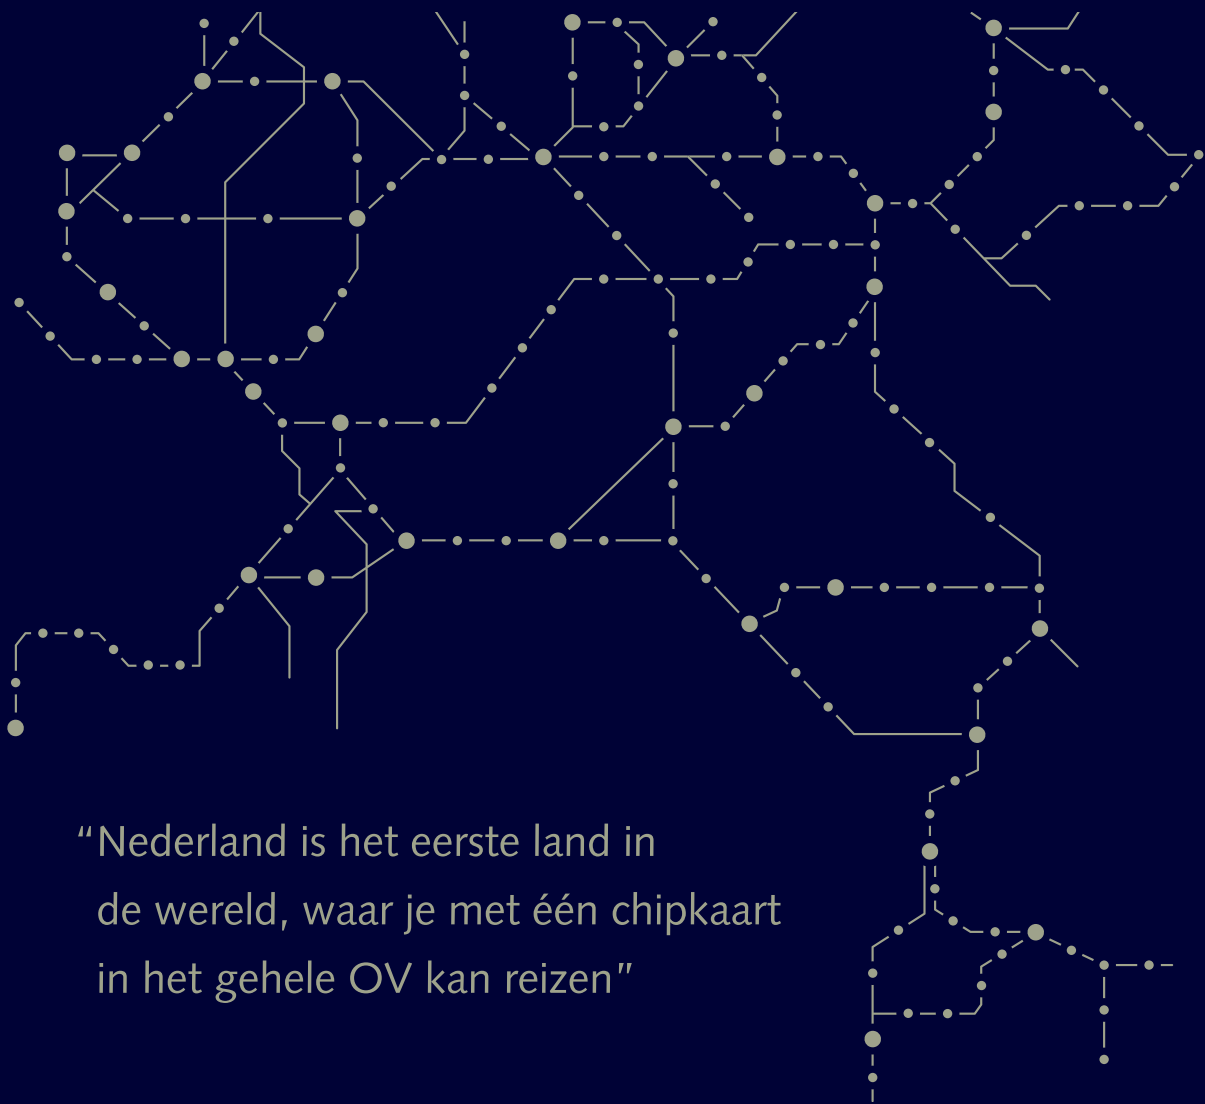 “Nederland is het eerste land in
de wereld, waar je met één chipkaart
in het gehele OV kan reizen”